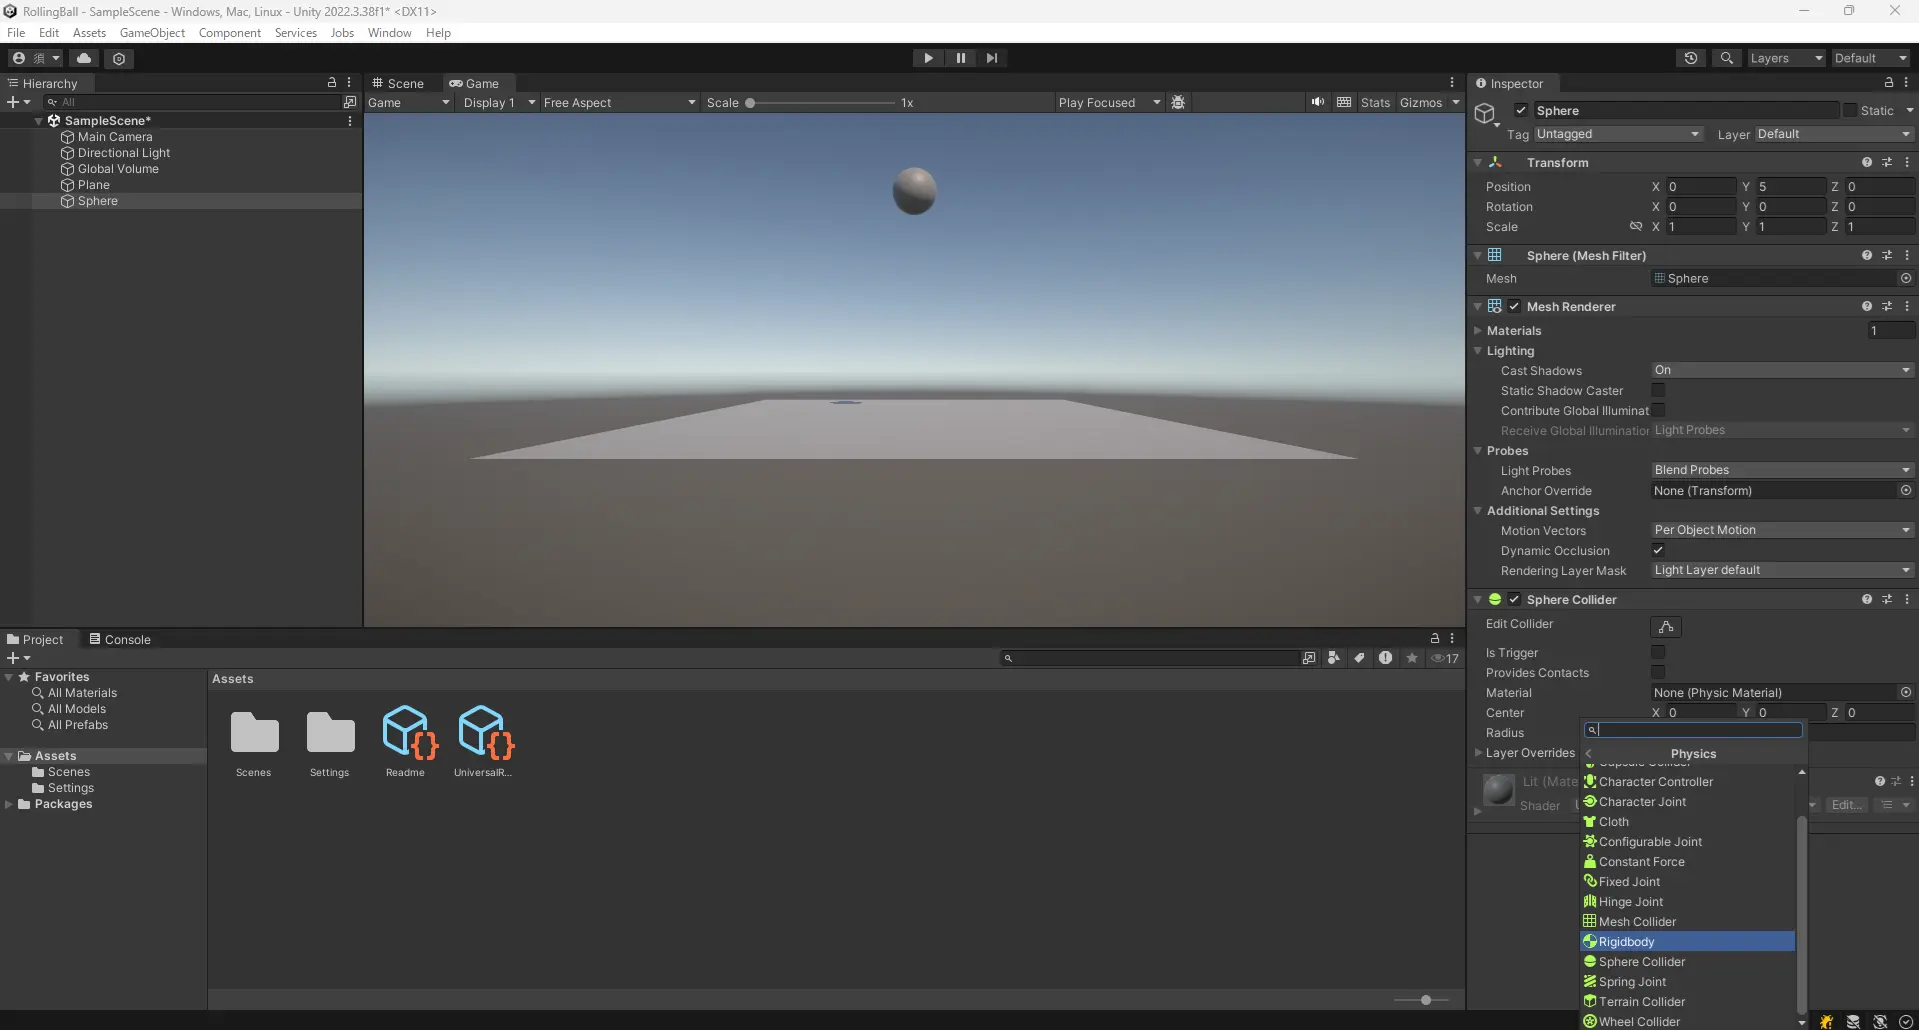 RollingBall - SampleScene - Windows, Mac, Linux - Unity 2022.3.38f1* <DX11>
File Edit Assets GameObject Component Services Jobs Window Help
須
Layers Default
Hierarchy
All
SampleScene*
Main Camera
Directional Light
Global Volume
Plane
Sphere
Scene Game
Game Display 1 Free Aspect Scale 1x Play Focused Stats Gizmos
Inspector
Sphere Static
Tag Untagged Layer Default
Transform
Position X 0 Y 5 Z 0
Rotation X 0 Y 0 Z 0
Scale X 1 Y 1 Z 1
Sphere (Mesh Filter)
Mesh Sphere
Mesh Renderer
Materials 1
Lighting
Cast Shadows On
Static Shadow Caster
Contribute Global Illuminat
Receive Global Illumination Light Probes
Probes
Light Probes Blend Probes
Anchor Override None (Transform)
Additional Settings
Motion Vectors Per Object Motion
Dynamic Occlusion
Rendering Layer Mask Light Layer default
Sphere Collider
Edit Collider
Is Trigger
Provides Contacts
Material None (Physic Material)
Center X 0 Y 0 Z 0
Radius
Layer Overrides
Lit (Mate
Shader
Edit...
Physics
Capsule Collider
Character Controller
Character Joint
Cloth
Configurable Joint
Constant Force
Fixed Joint
Hinge Joint
Mesh Collider
Rigidbody
Sphere Collider
Spring Joint
Terrain Collider
Wheel Collider
Project Console
17
Favorites
All Materials
All Models
All Prefabs
Assets
Scenes
Settings
Packages
Assets
Scenes Settings Readme UniversalR...